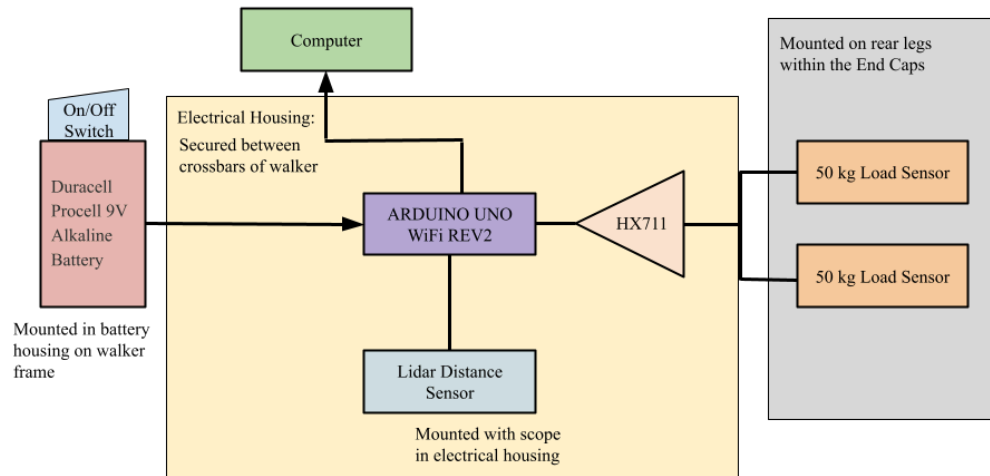 Computer
Mounted on rear legs
within the End Caps
On/Off
Switch
Electrical Housing:
Secured between
crossbars of walker
Duracell
Procell 9V
Alkaline
Battery
ARDUINO UNO
WiFi REV2
HX711
50 kg Load Sensor
50 kg Load Sensor
Mounted in battery
housing on walker
frame
Lidar Distance
Sensor
Mounted with scope
in electrical housing